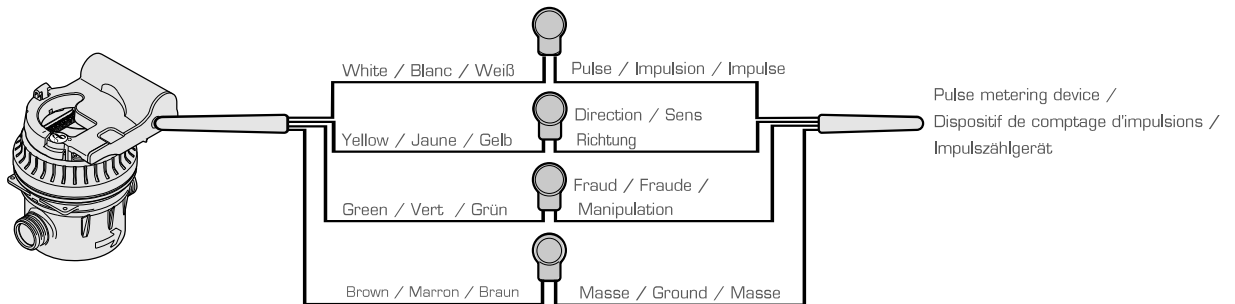 White / Blanc / Weiß
Pulse / Impulsion / Impulse
Yellow / Jaune / Gelb
Direction / Sens
Richtung
Green / Vert / Grün
Fraud / Fraude /
Manipulation
Brown / Marron / Braun
Masse / Ground / Masse
Pulse metering device /
Dispositif de comptage d'impulsions /
Impulszählgerät